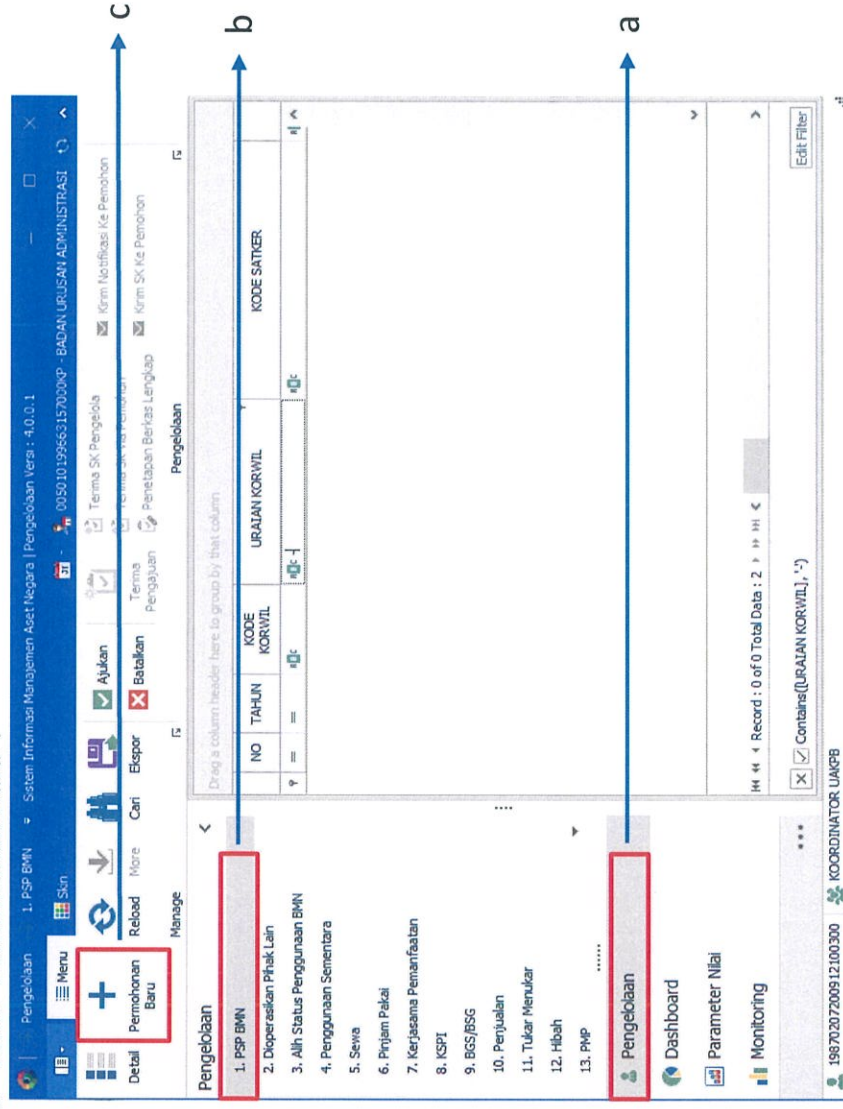 Pengelolaan 1. PSP BMN Sistem Informasi Manajemen Aset Negara | Pengelolaan Versi : 4.0.0.1
Menu Skin 005010199663157000KP - BADAN URUSAN ADMINISTRASI
Detail
Permohonan
Baru
Reload
More
Cari
Ekspor
Manage
Ajukan
Batalkan
Terima
Pengajuan
Terima SK Pengelola
Terima SK Via Pemohon
Penetapan Berkas Lengkap
Kirim Notifikasi Ke Pemohon
Kirim SK Ke Pemohon
Pengelolaan
c
Pengelolaan
1. PSP BMN
2. Dioperasikan Pihak Lain
3. Alih Status Penggunaan BMN
4. Penggunaan Sementara
5. Sewa
6. Pinjam Pakai
7. Kerjasama Pemanfaatan
8. KSPI
9. BGS/BSG
10. Penjualan
11. Tukar Menukar
12. Hibah
13. PMP
Pengelolaan
Dashboard
Parameter Nilai
Monitoring
Drag a column header here to group by that column
NO
TAHUN
KODE
KORWIL
URAIAN KORWIL
KODE SATKER
b
= = -
a
Record : 0 of 0 Total Data : 2
Contains([URAIAN KORWIL], '-')
Edit Filter
19870207200912100300 KOORDINATOR UAKPB